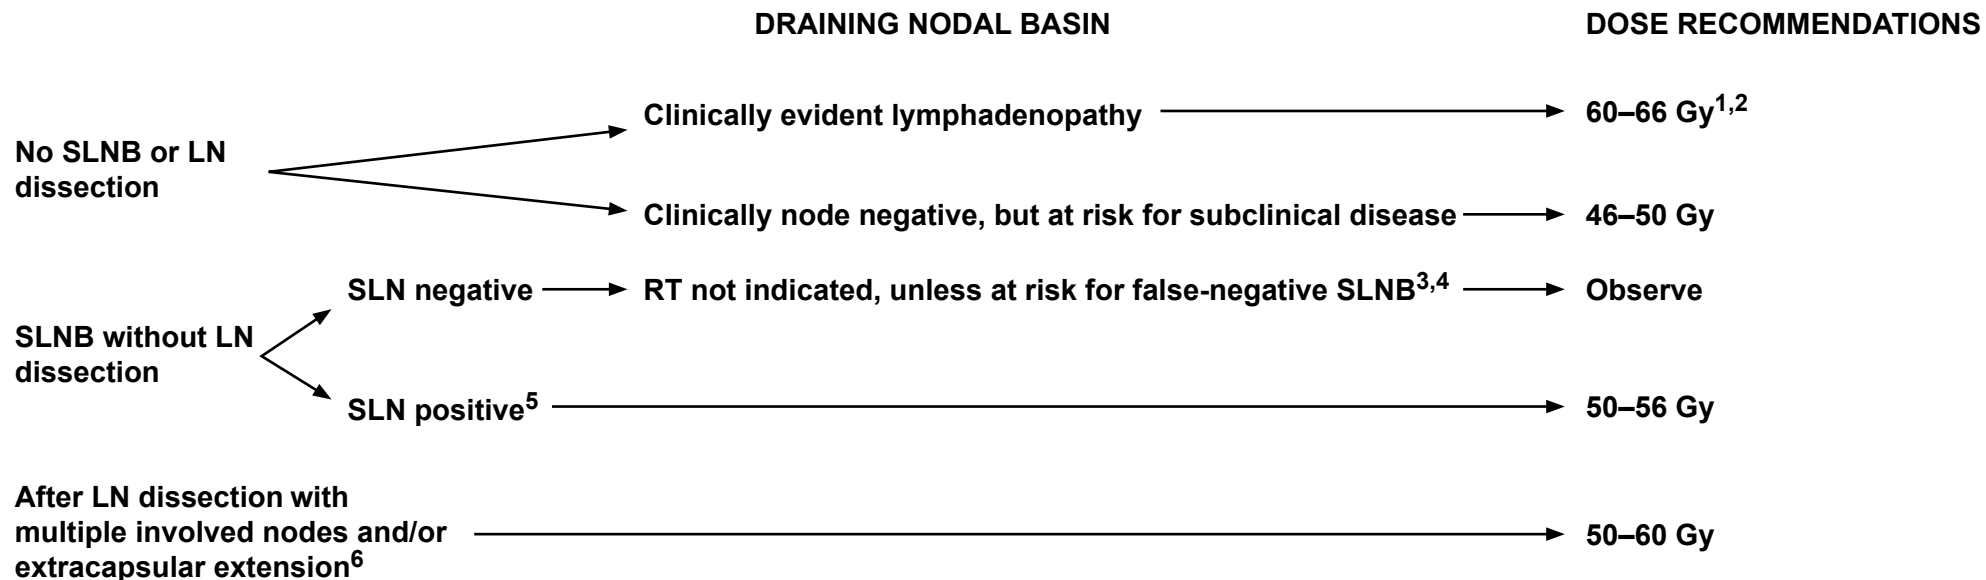 DRAINING NODAL BASIN
DOSE RECOMMENDATIONS
No SLNB or LN
dissection
Clinically evident lymphadenopathy
60–66 Gy1,2
Clinically node negative, but at risk for subclinical disease
46–50 Gy
SLNB without LN
dissection
SLN negative
RT not indicated, unless at risk for false-negative SLNB3,4
Observe
SLN positive5
50–56 Gy
After LN dissection with
multiple involved nodes and/or
extracapsular extension6
50–60 Gy